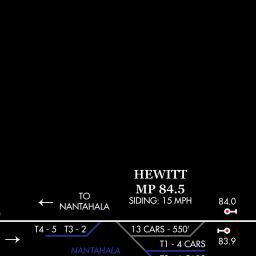 HEWITT
MP 84.5
SIDING: 15 MPH
← TO
NANTAHALA
84.0
T4 - 5 T3 - 2
13 CARS - 550'
83.9
T1 - 4 CARS
NANTAHALA